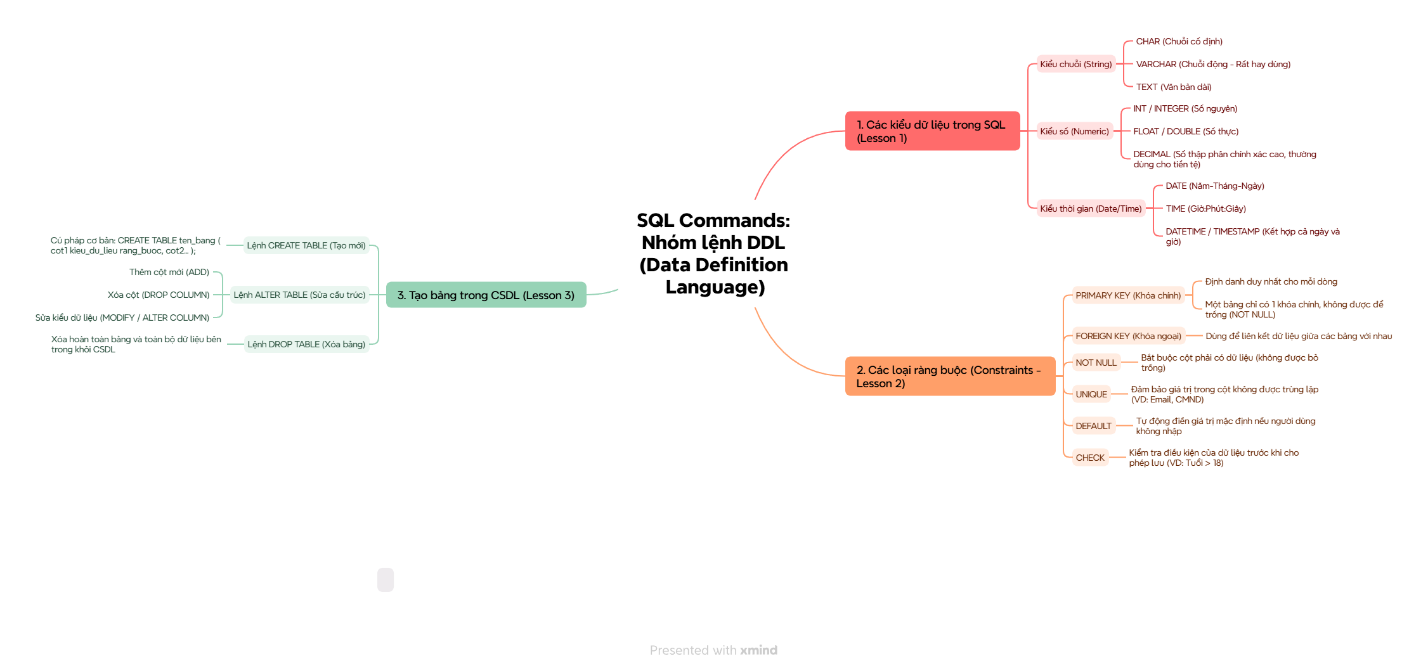 SQL Commands:
Nhóm lệnh DDL
(Data Definition
Language)
1. Các kiểu dữ liệu trong SQL
(Lesson 1)
Kiểu chuỗi (String)
CHAR (Chuỗi cố định)
VARCHAR (Chuỗi động - Rất hay dùng)
TEXT (Văn bản dài)
Kiểu số (Numeric)
INT / INTEGER (Số nguyên)
FLOAT / DOUBLE (Số thực)
DECIMAL (Số thập phân chính xác cao, thường
dùng cho tiền tệ)
Kiểu thời gian (Date/Time)
DATE (Năm-Tháng-Ngày)
TIME (Giờ:Phút:Giây)
DATETIME / TIMESTAMP (Kết hợp cả ngày và
giờ)
2. Các loại ràng buộc (Constraints -
Lesson 2)
PRIMARY KEY (Khóa chính)
Định danh duy nhất cho mỗi dòng
Một bảng chỉ có 1 khóa chính, không được để
trống (NOT NULL)
FOREIGN KEY (Khóa ngoại)
Dùng để liên kết dữ liệu giữa các bảng với nhau
NOT NULL
Bắt buộc cột phải có dữ liệu (không được bỏ
trống)
UNIQUE
Đảm bảo giá trị trong cột không được trùng lặp
(VD: Email, CMND)
DEFAULT
Tự động điền giá trị mặc định nếu người dùng
không nhập
CHECK
Kiểm tra điều kiện của dữ liệu trước khi cho
phép lưu (VD: Tuổi > 18)
3. Tạo bảng trong CSDL (Lesson 3)
Lệnh CREATE TABLE (Tạo mới)
Cú pháp cơ bản: CREATE TABLE ten_bang (
cot1 kieu_du_lieu rang_buoc, cot2... );
Lệnh ALTER TABLE (Sửa cấu trúc)
Thêm cột mới (ADD)
Xóa cột (DROP COLUMN)
Sửa kiểu dữ liệu (MODIFY / ALTER COLUMN)
Lệnh DROP TABLE (Xóa bảng)
Xóa hoàn toàn bảng và toàn bộ dữ liệu bên
trong khỏi CSDL
Presented with xmind